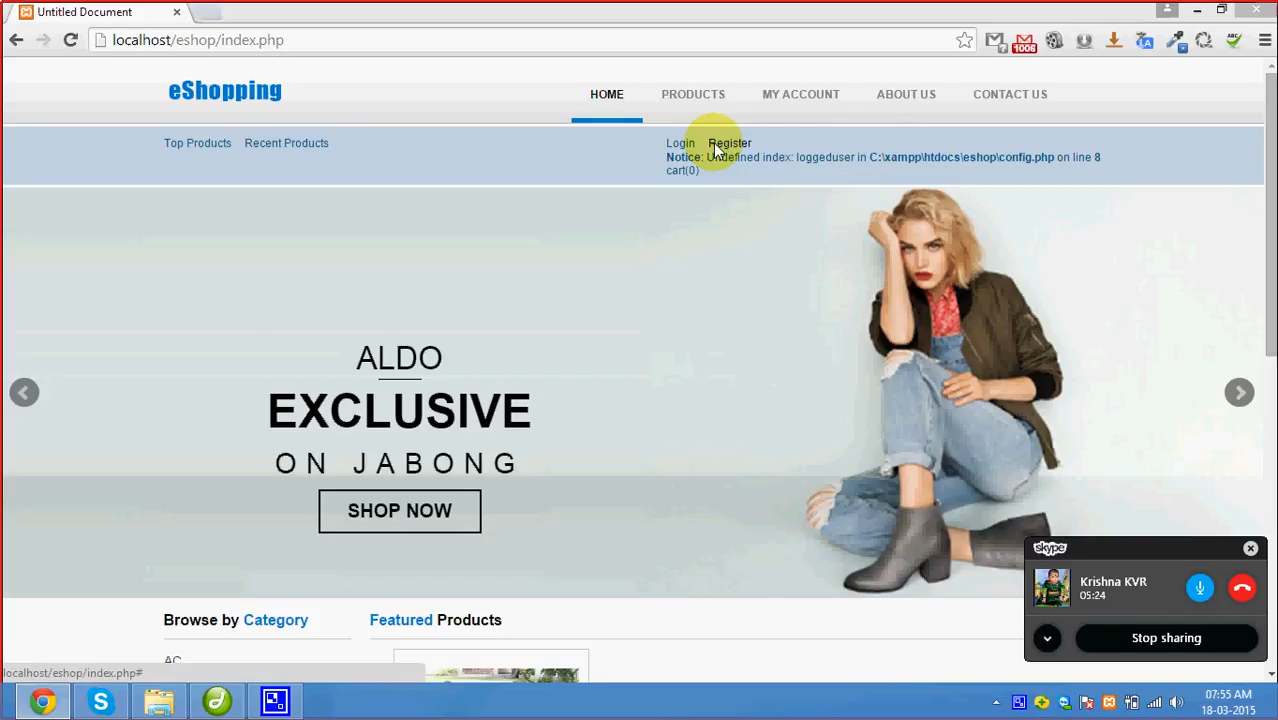 Untitled Document
localhost/eshop/index.php
1006
ABC
eShopping
HOME PRODUCTS MY ACCOUNT ABOUT US CONTACT US
Top Products Recent Products Login Register
Notice: Undefined index: loggeduser in C:\xampp\htdocs\eshop\config.php on line 8
cart(0)
ALDO
EXCLUSIVE
ON JABONG
SHOP NOW
skype
Krishna KVR
05:24
Stop sharing
Browse by Category Featured Products
AC
localhost/eshop/index.php#
07:55 AM
18-03-2015